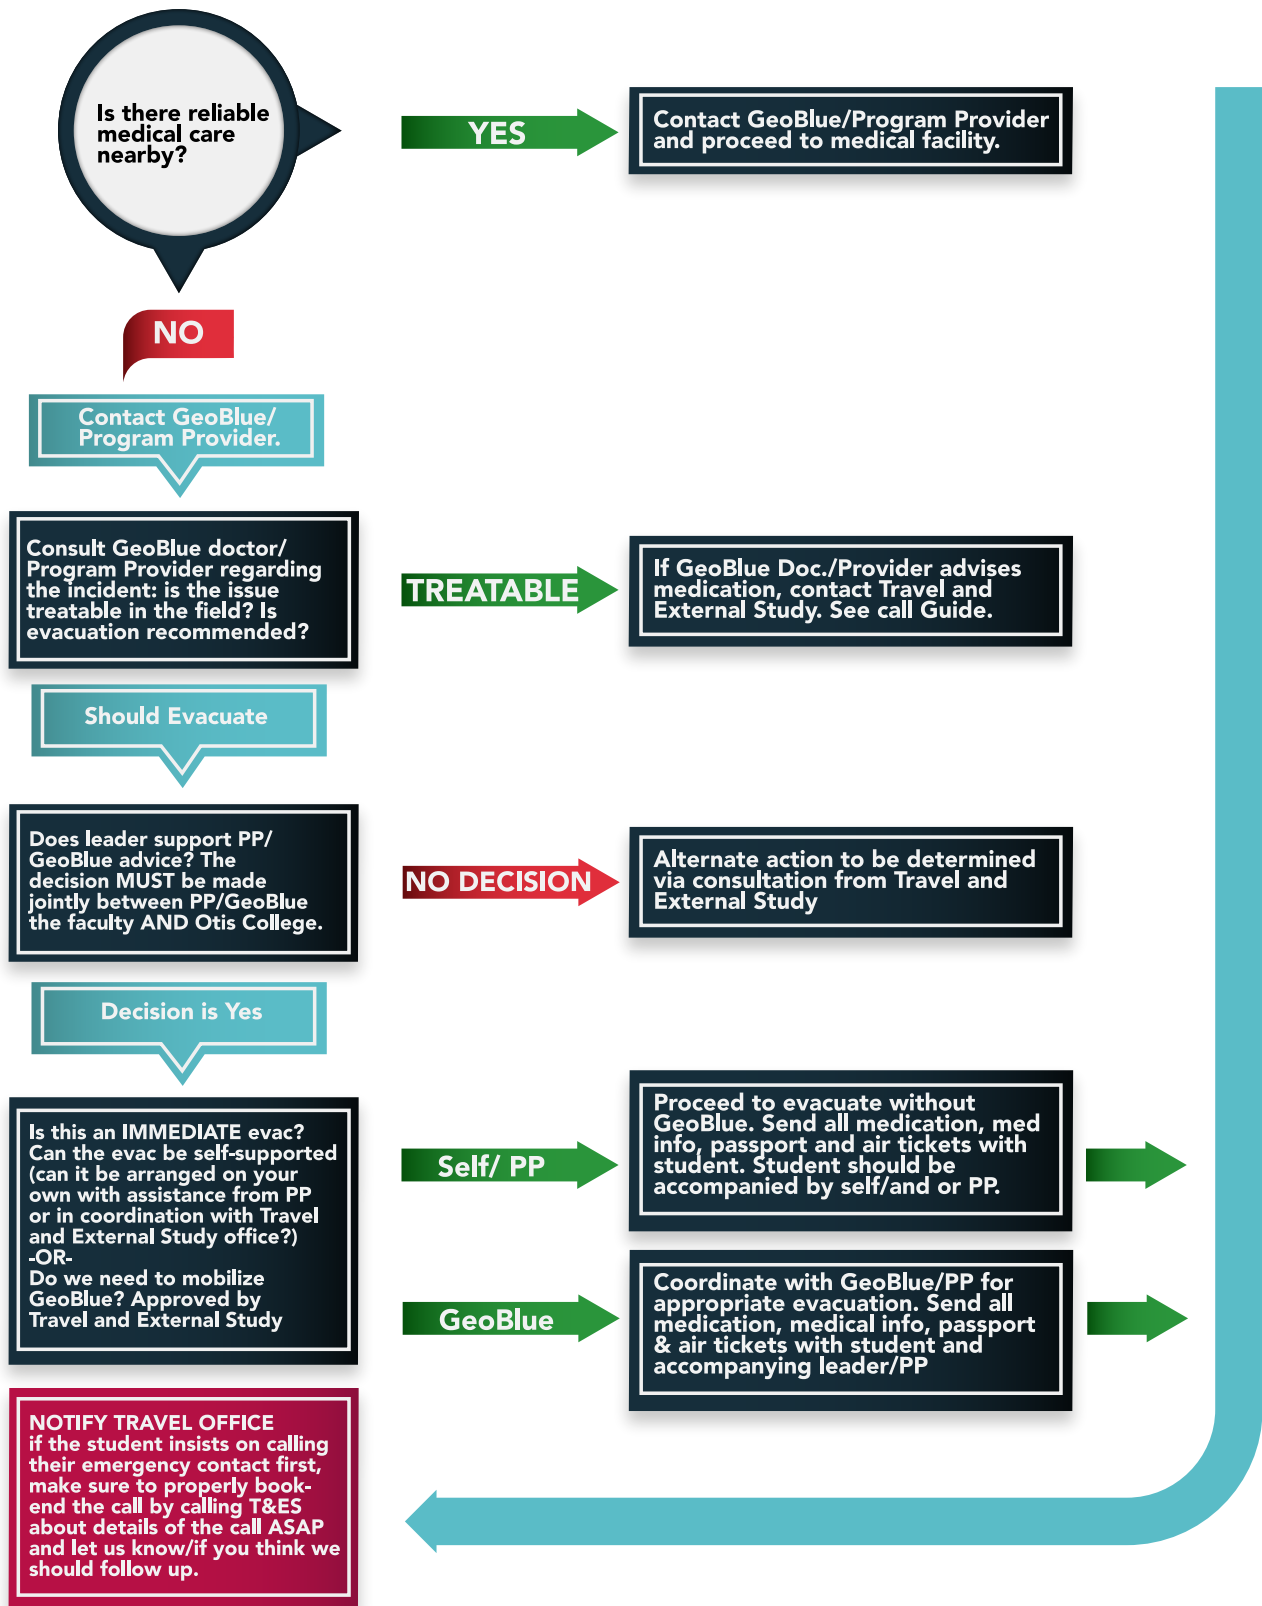 Is there reliable
medical care
nearby?
YES
Contact GeoBlue/Program Provider
and proceed to medical facility.
NO
Contact GeoBlue/
Program Provider.
Consult GeoBlue doctor/
Program Provider regarding
the incident: is the issue
treatable in the field? Is
evacuation recommended?
TREATABLE
If GeoBlue Doc./Provider advises
medication, contact Travel and
External Study. See call Guide.
Should Evacuate
Does leader support PP/
GeoBlue advice? The
decision MUST be made
jointly between PP/GeoBlue
the faculty AND Otis College.
NO DECISION
Alternate action to be determined
via consultation from Travel and
External Study
Decision is Yes
Is this an IMMEDIATE evac?
Can the evac be self-supported
(can it be arranged on your
own with assistance from PP
or in coordination with Travel
and External Study office?)
-OR-
Do we need to mobilize
GeoBlue? Approved by
Travel and External Study
Self/ PP
Proceed to evacuate without
GeoBlue. Send all medication, med
info, passport and air tickets with
student. Student should be
accompanied by self/and or PP.
GeoBlue
Coordinate with GeoBlue/PP for
appropriate evacuation. Send all
medication, medical info, passport
& air tickets with student and
accompanying leader/PP
NOTIFY TRAVEL OFFICE
if the student insists on calling
their emergency contact first,
make sure to properly book-
end the call by calling T&ES
about details of the call ASAP
and let us know/if you think we
should follow up.